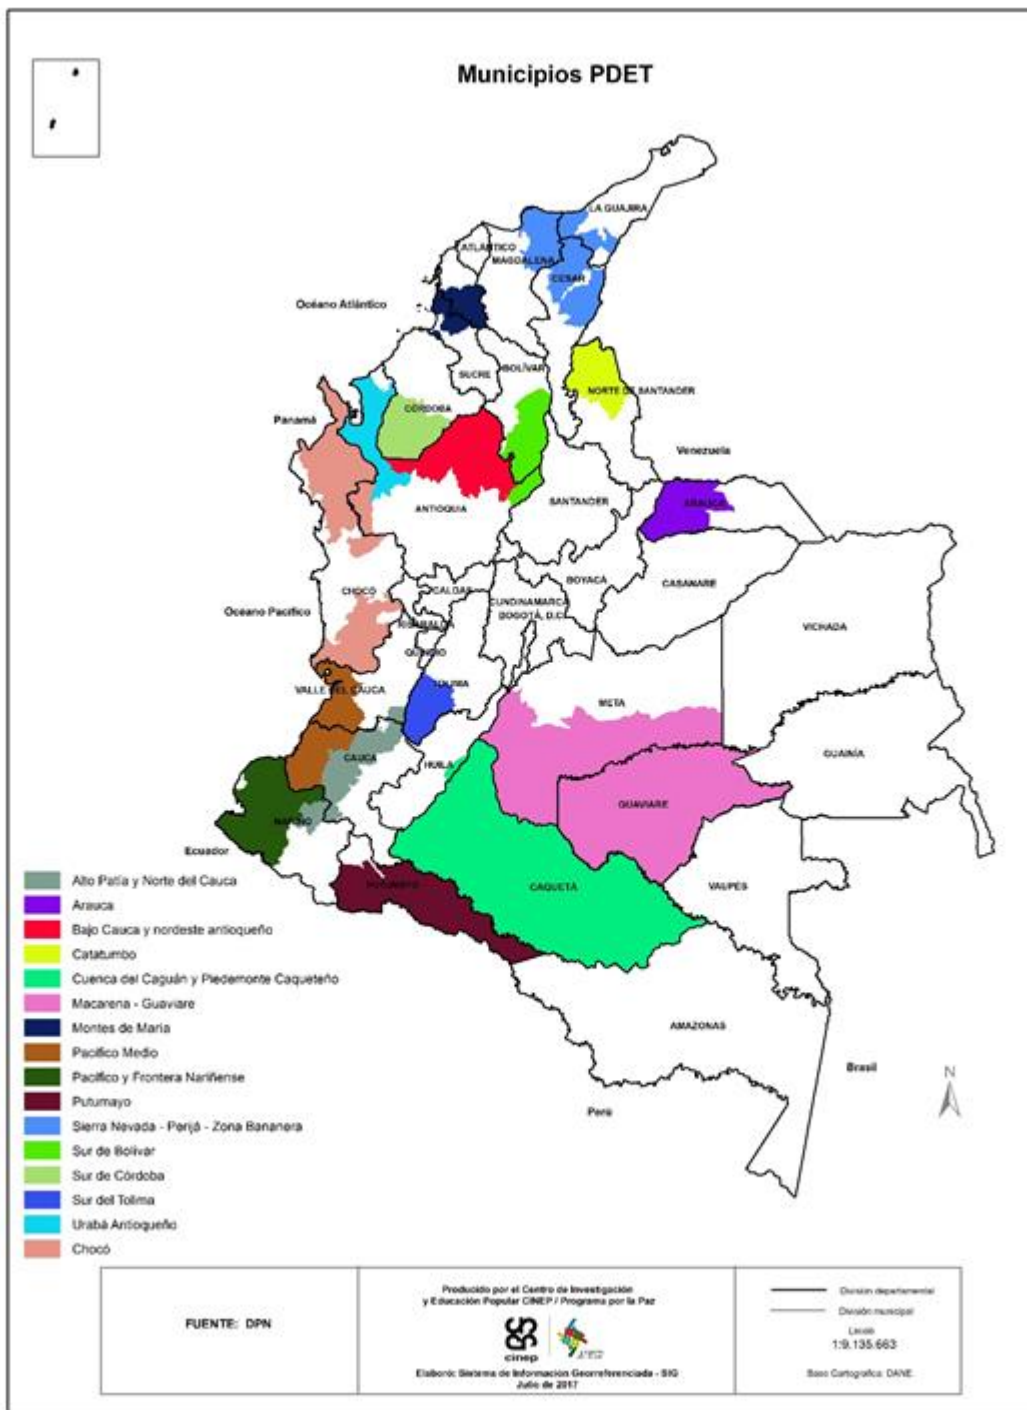 Municipios PDET
LA GUAJIRA
ATLÁNTICO
MAGDALENA
CESAR
Océano Atlántico
SUCRE
BOLÍVAR
NORTE DE SANTANDER
CÓRDOBA
Panamá
Venezuela
ANTIOQUIA
SANTANDER
ARAUCA
BOYACÁ
CASANARE
CHOCÓ
CALDAS
CUNDINAMARCA
BOGOTÁ, D.C.
Océano Pacífico
RISARALDA
QUINDIO
VICHADA
TOLIMA
VALLE DEL CAUCA
META
CAUCA
HUILA
GUAINÍA
GUAVIARE
NARIÑO
Ecuador
PUTUMAYO
CAQUETÁ
VAUPÉS
AMAZONAS
Brasil
Perú
N
Alto Patía y Norte del Cauca
Arauca
Bajo Cauca y nordeste antioqueño
Catatumbo
Cuenca del Caguán y Piedemonte Caqueteño
Macarena - Guaviare
Montes de María
Pacífico Medio
Pacífico y Frontera Nariñense
Putumayo
Sierra Nevada - Perijá - Zona Bananera
Sur de Bolívar
Sur de Córdoba
Sur del Tolima
Urabá Antioqueño
Chocó
FUENTE: DPN
Producido por el Centro de Investigación
y Educación Popular CINEP / Programa por la Paz
cinep
Elaboró: Sistema de Información Georreferenciada - SIG
Julio de 2017
División departamental
División municipal
1:9.135.663
Base Cartográfica: DANE.